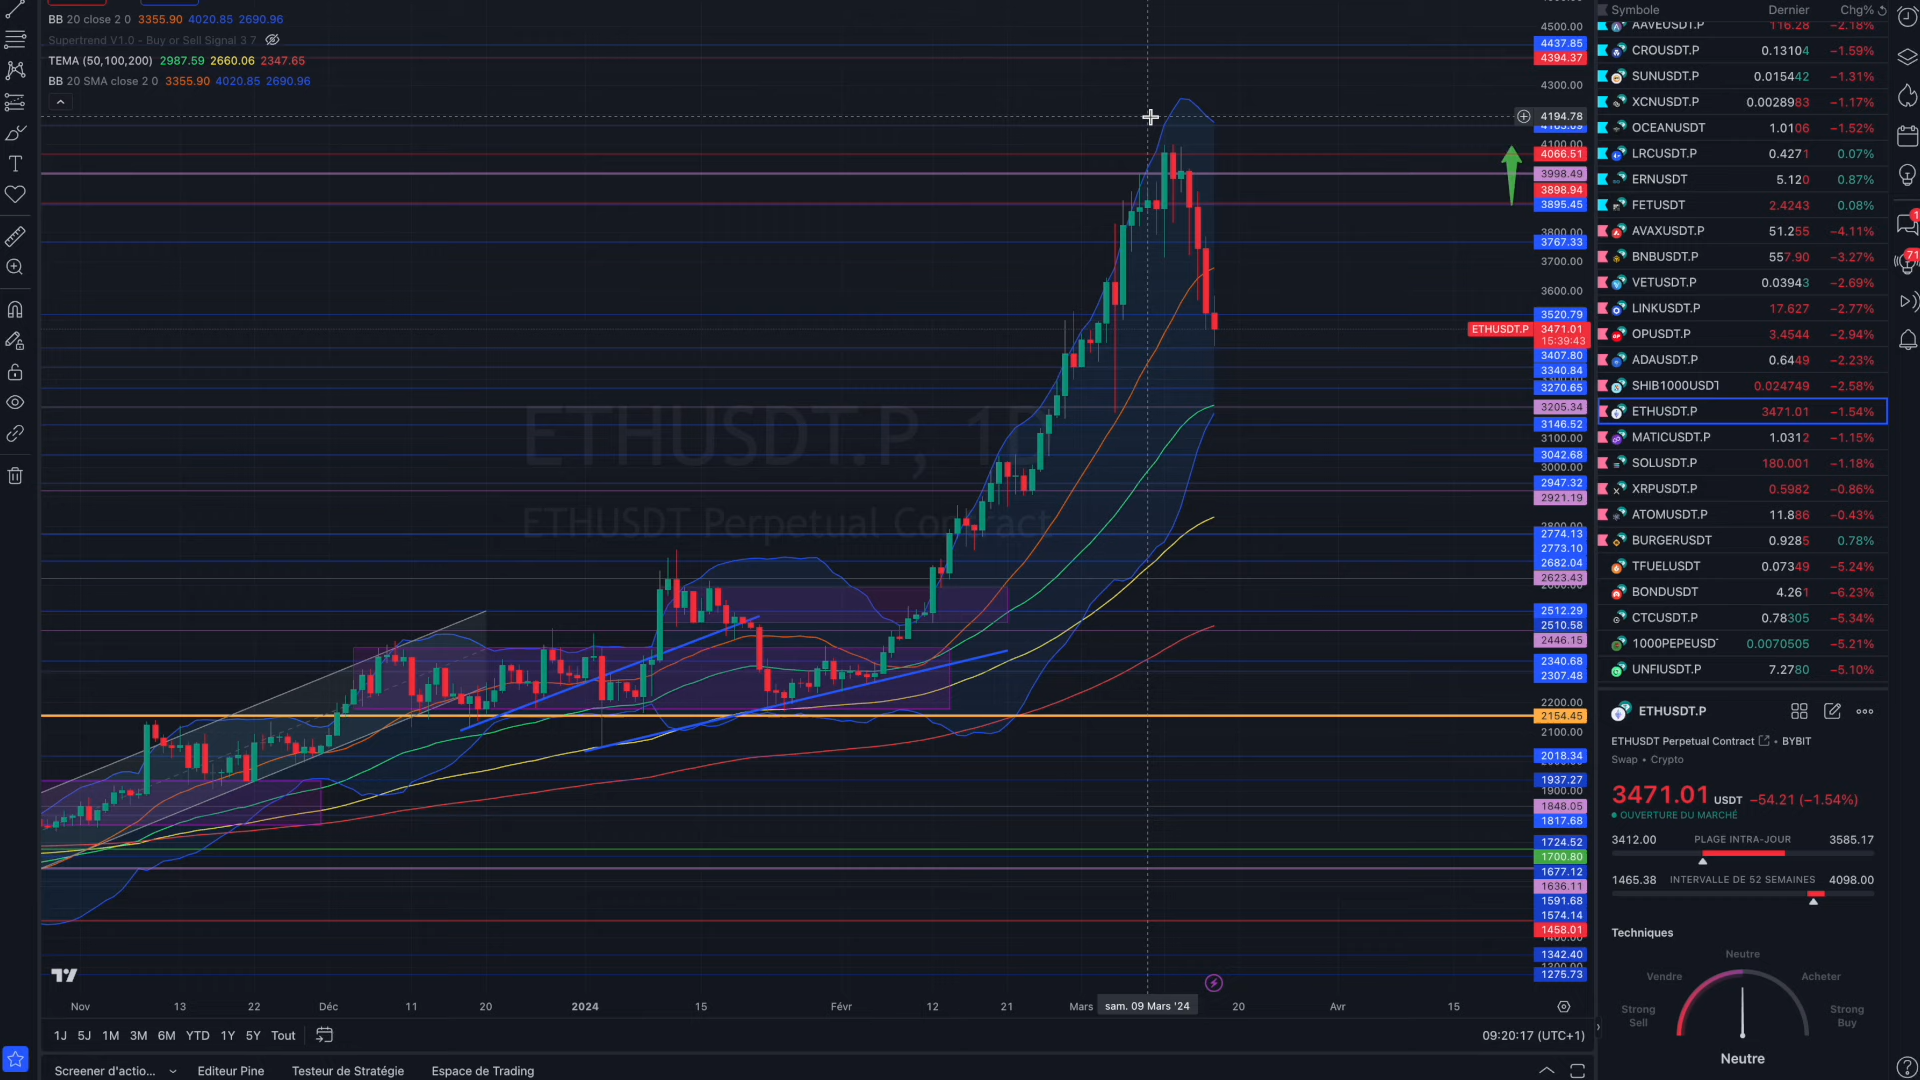 BB 20 close 2 0 3355.90 4020.85 2690.96
Supertrend V1.0 - Buy or Sell Signal 3 7
TEMA (50,100,200) 2987.59 2660.06 2347.65
BB 20 SMA close 2 0 3355.90 4020.85 2690.96
ETHUSDT.P, 1D
ETHUSDT Perpetual Contract
4500.00
4437.85
4394.37
4300.00
4194.78
4100.00
4066.51
3998.49
3898.94
3895.45
3800.00
3767.33
3700.00
3600.00
3520.79
ETHUSDT.P 3471.01
15:39:43
3407.80
3340.84
3270.65
3205.34
3146.52
3100.00
3042.68
3000.00
2947.32
2921.19
2800.00
2774.13
2773.10
2682.04
2623.43
2512.29
2510.58
2446.15
2340.68
2307.48
2200.00
2154.45
2100.00
2018.34
1937.27
1900.00
1848.05
1817.68
1724.52
1700.80
1677.12
1636.11
1591.68
1574.14
1458.01
1342.40
1275.73
Nov 13 22 Déc 11 20 2024 15 Févr 12 21 Mars sam. 09 Mars '24 20 Avr 15
1J 5J 1M 3M 6M YTD 1Y 5Y Tout
09:20:17 (UTC+1)
Screener d'actio... Editeur Pine Testeur de Stratégie Espace de Trading
Symbole Dernier Chg%
AAVEUSDT.P 116.28 −2.18%
CROUSDT.P 0.13104 −1.59%
SUNUSDT.P 0.015442 −1.31%
XCNUSDT.P 0.0028983 −1.17%
OCEANUSDT 1.0106 −1.52%
LRCUSDT.P 0.4271 0.07%
ERNUSDT 5.120 0.87%
FETUSDT 2.4243 0.08%
AVAXUSDT.P 51.255 −4.11%
BNBUSDT.P 557.90 −3.27%
VETUSDT.P 0.03943 −2.69%
LINKUSDT.P 17.627 −2.77%
OPUSDT.P 3.4544 −2.94%
ADAUSDT.P 0.6449 −2.23%
SHIB1000USDT 0.024749 −2.58%
ETHUSDT.P 3471.01 −1.54%
MATICUSDT.P 1.0312 −1.15%
SOLUSDT.P 180.001 −1.18%
XRPUSDT.P 0.5982 −0.86%
ATOMUSDT.P 11.886 −0.43%
BURGERUSDT 0.9285 0.78%
TFUELUSDT 0.07349 −5.24%
BONDUSDT 4.261 −6.23%
CTCUSDT.P 0.78305 −5.34%
1000PEPEUSD 0.0070505 −5.21%
UNFIUSDT.P 7.2780 −5.10%
ETHUSDT.P
ETHUSDT Perpetual Contract • BYBIT
Swap • Crypto
3471.01 USDT −54.21 (−1.54%)
OUVERTURE DU MARCHÉ
3412.00 PLAGE INTRA-JOUR 3585.17
1465.38 INTERVALLE DE 52 SEMAINES 4098.00
Techniques
Neutre
Vendre Acheter
Strong Sell Strong Buy
Neutre
1
71